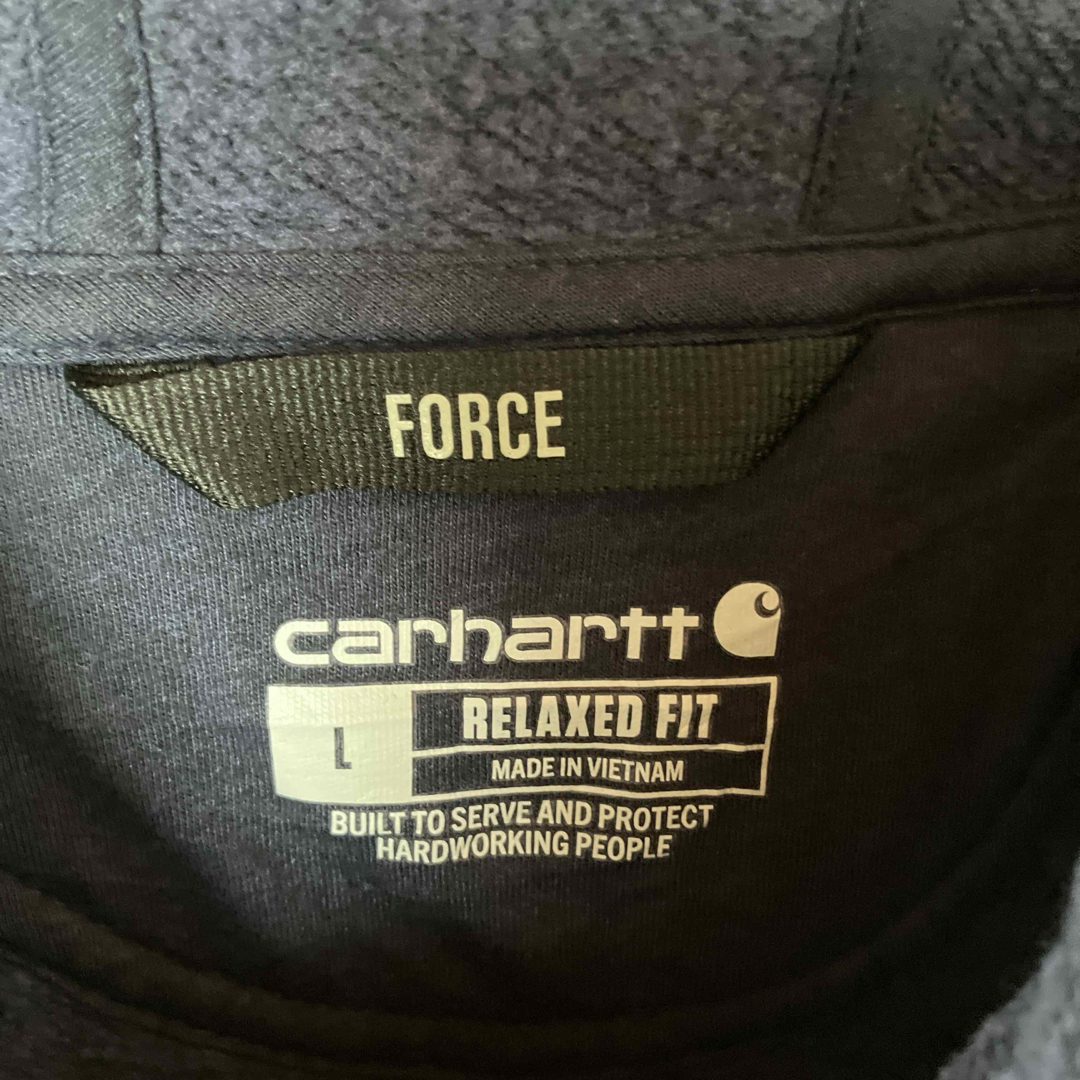 FORCE
carhartt
L
RELAXED FIT
MADE IN VIETNAM
BUILT TO SERVE AND PROTECT
HARDWORKING PEOPLE